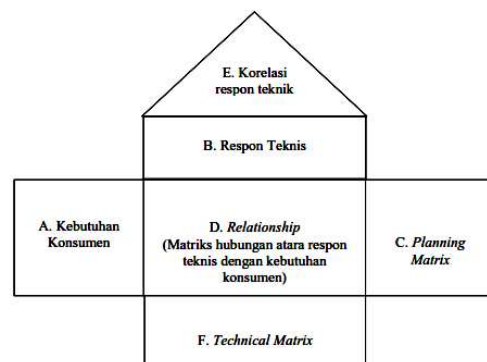 E. Korelasi
respon teknik
B. Respon Teknis
A. Kebutuhan
Konsumen
D. Relationship
(Matriks hubungan atara respon
teknis dengan kebutuhan
konsumen)
C. Planning
Matrix
F. Technical Matrix